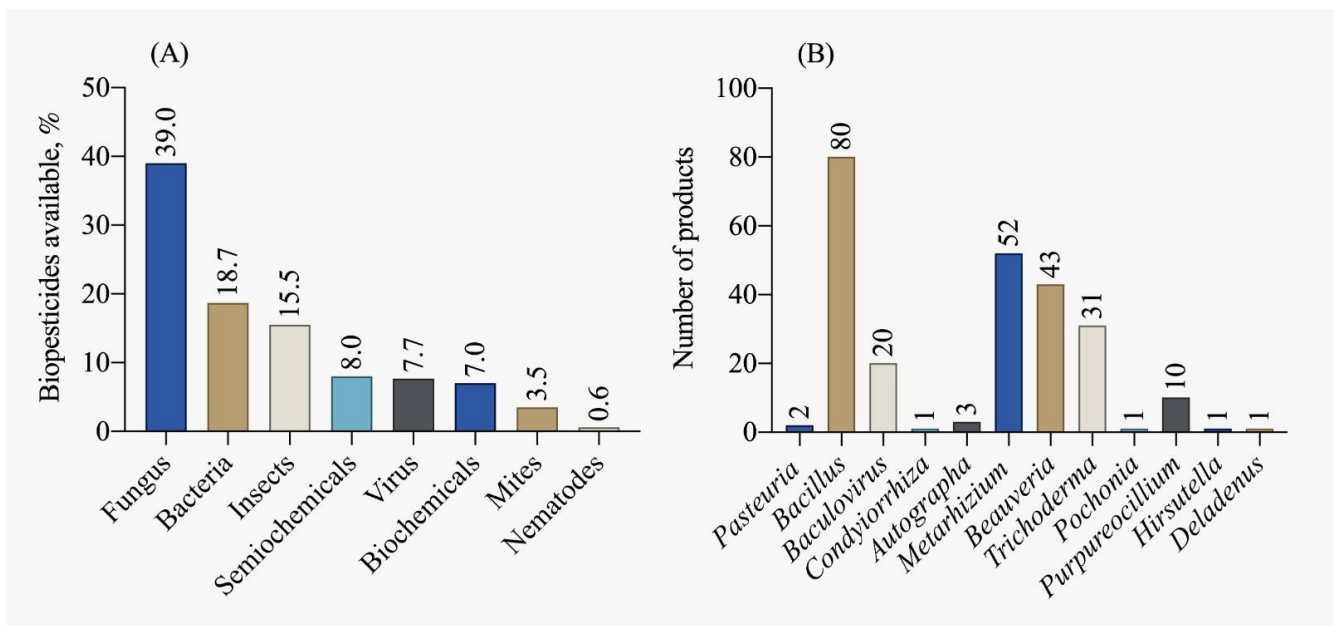 (A)
Biopesticides available, %
50
40
30
20
10
0
39.0
18.7
15.5
8.0
7.7
7.0
3.5
0.6
Fungus
Bacteria
Insects
Semiochemicals
Virus
Biochemicals
Mites
Nematodes
(B)
Number of products
100
80
60
40
20
0
2
80
20
1
3
52
43
31
1
10
1
1
Pasteuria
Bacillus
Baculovirus
Condyiorrhiza
Autographa
Metarhizium
Beauveria
Trichoderma
Pochonia
Purpureocillium
Hirsutella
Deladenus